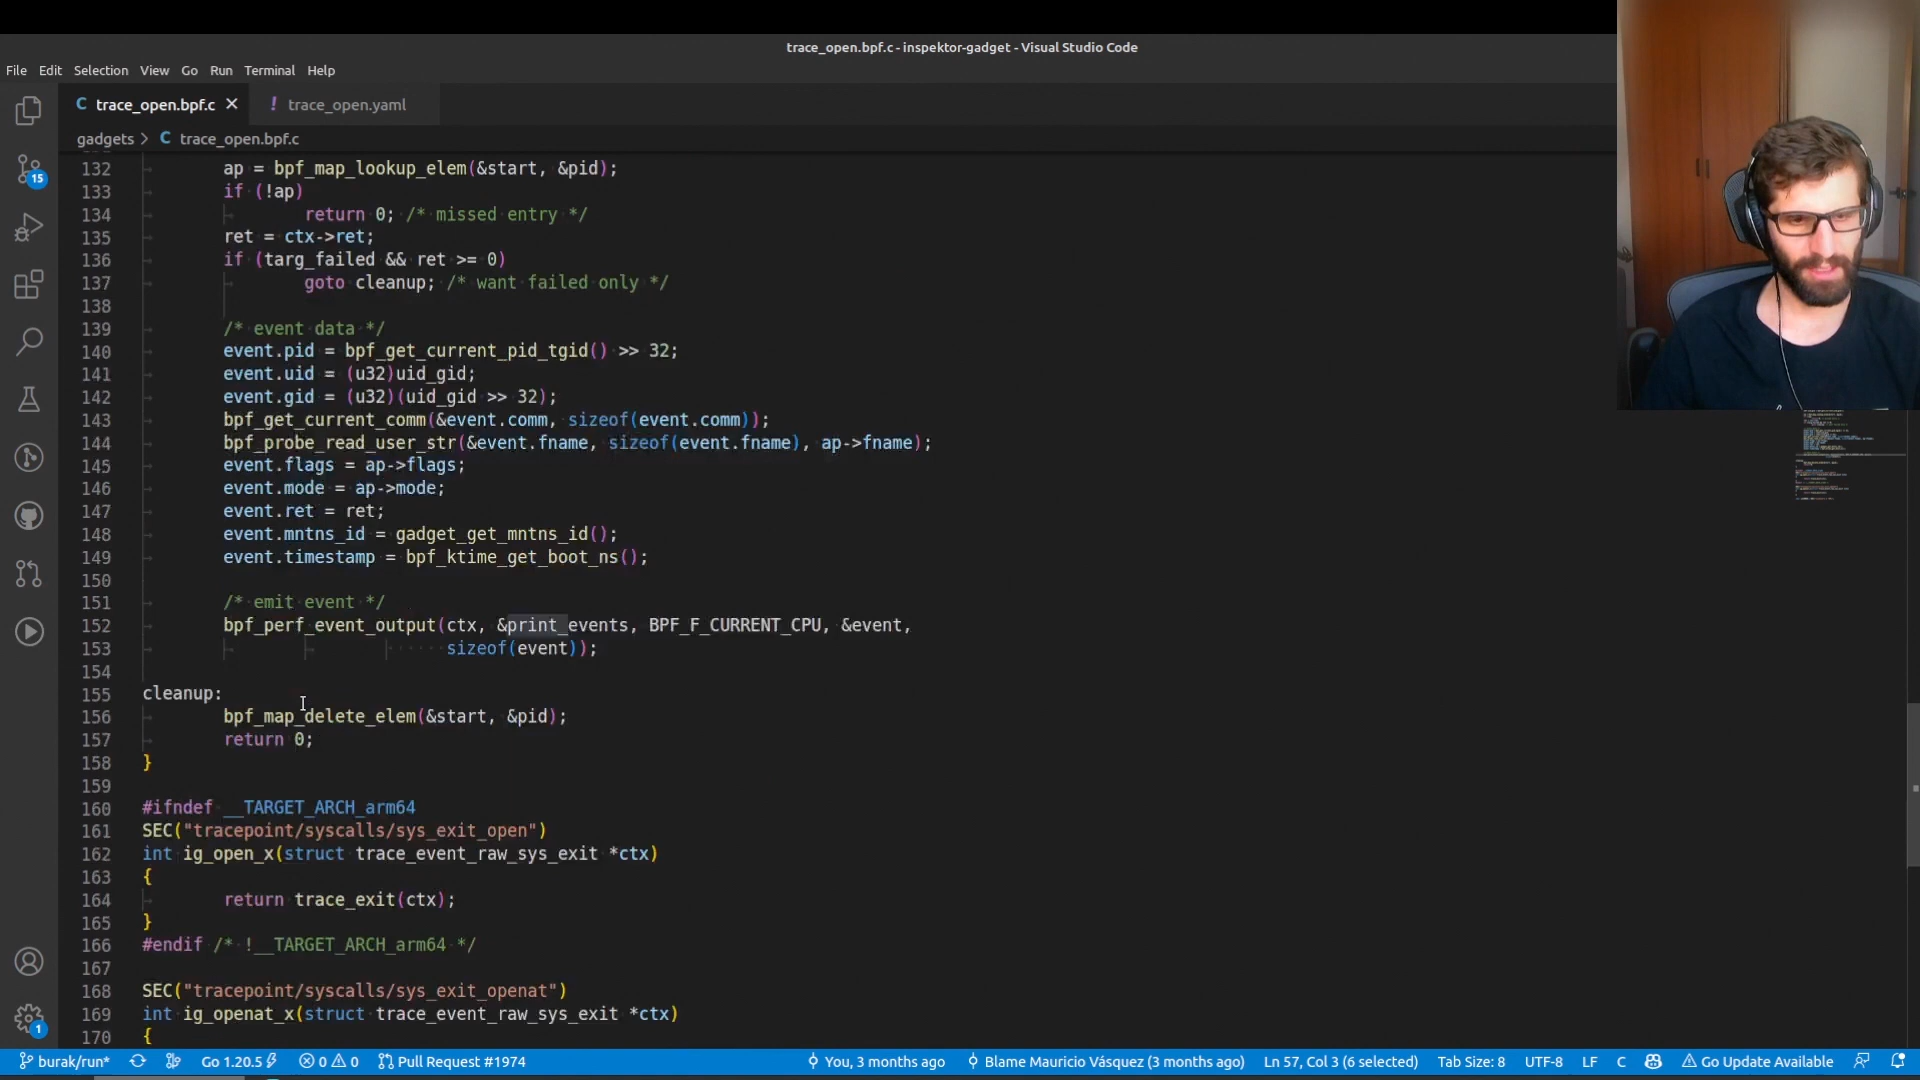 trace_open.bpf.c - inspektor-gadget - Visual Studio Code
File Edit Selection View Go Run Terminal Help
C trace_open.bpf.c × ! trace_open.yaml
gadgets > C trace_open.bpf.c
132 ap = bpf_map_lookup_elem(&start, &pid);
133 if (!ap)
134 return 0; /* missed entry */
135 ret = ctx->ret;
136 if (targ_failed && ret >= 0)
137 goto cleanup; /* want failed only */
138
139 /* event data */
140 event.pid = bpf_get_current_pid_tgid() >> 32;
141 event.uid = (u32)uid_gid;
142 event.gid = (u32)(uid_gid >> 32);
143 bpf_get_current_comm(&event.comm, sizeof(event.comm));
144 bpf_probe_read_user_str(&event.fname, sizeof(event.fname), ap->fname);
145 event.flags = ap->flags;
146 event.mode = ap->mode;
147 event.ret = ret;
148 event.mntns_id = gadget_get_mntns_id();
149 event.timestamp = bpf_ktime_get_boot_ns();
150
151 /* emit event */
152 bpf_perf_event_output(ctx, &print_events, BPF_F_CURRENT_CPU, &event,
153 sizeof(event));
154
155 cleanup:
156 bpf_map_delete_elem(&start, &pid);
157 return 0;
158 }
159
160 #ifndef __TARGET_ARCH_arm64
161 SEC("tracepoint/syscalls/sys_exit_open")
162 int ig_open_x(struct trace_event_raw_sys_exit *ctx)
163 {
164 return trace_exit(ctx);
165 }
166 #endif /* !__TARGET_ARCH_arm64 */
167
168 SEC("tracepoint/syscalls/sys_exit_openat")
169 int ig_openat_x(struct trace_event_raw_sys_exit *ctx)
170 {
15
1
burak/run* Go 1.20.5 0 0 Pull Request #1974 You, 3 months ago Blame Mauricio Vásquez (3 months ago) Ln 57, Col 3 (6 selected) Tab Size: 8 UTF-8 LF C Go Update Available